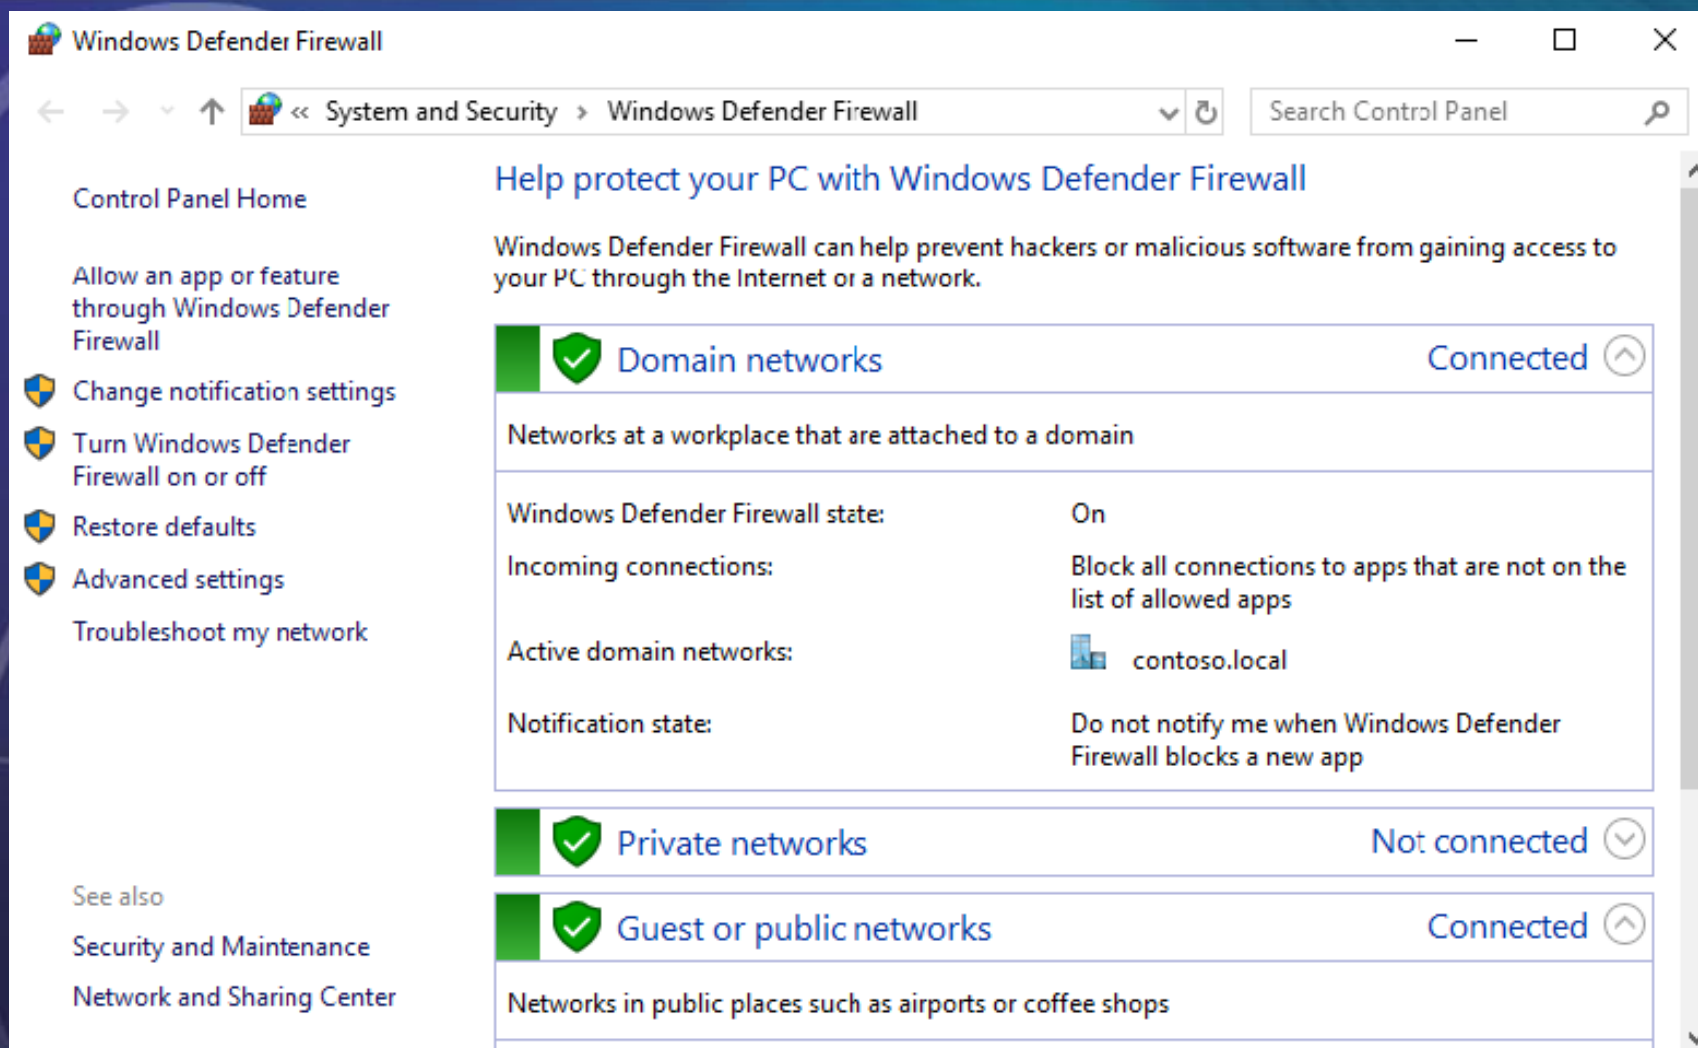 Windows Defender Firewall
« System and Security > Windows Defender Firewall
Search Control Panel
Control Panel Home
Allow an app or feature
through Windows Defender
Firewall
Change notification settings
Turn Windows Defender
Firewall on or off
Restore defaults
Advanced settings
Troubleshoot my network
See also
Security and Maintenance
Network and Sharing Center
Help protect your PC with Windows Defender Firewall
Windows Defender Firewall can help prevent hackers or malicious software from gaining access to
your PC through the Internet or a network.
Domain networks Connected
Networks at a workplace that are attached to a domain
Windows Defender Firewall state: On
Incoming connections: Block all connections to apps that are not on the
list of allowed apps
Active domain networks: contoso.local
Notification state: Do not notify me when Windows Defender
Firewall blocks a new app
Private networks Not connected
Guest or public networks Connected
Networks in public places such as airports or coffee shops